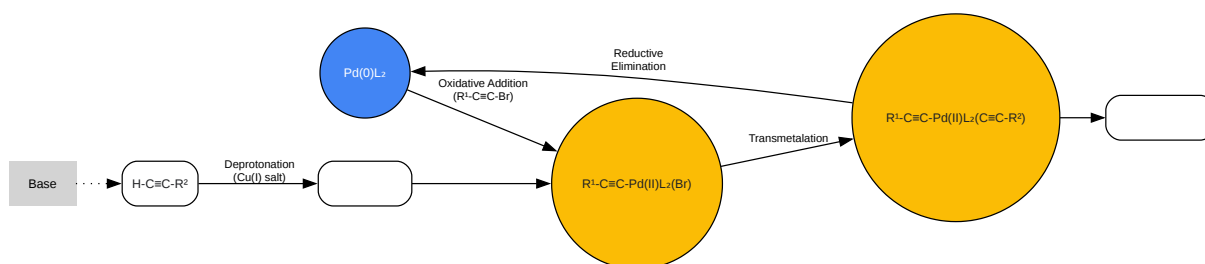 Pd(0)L₂
Reductive
Elimination
Oxidative Addition
(R¹-C≡C-Br)
R¹-C≡C-Pd(II)L₂(C≡C-R²)
Transmetalation
Base
H-C≡C-R²
Deprotonation
(Cu(I) salt)
R¹-C≡C-Pd(II)L₂(Br)